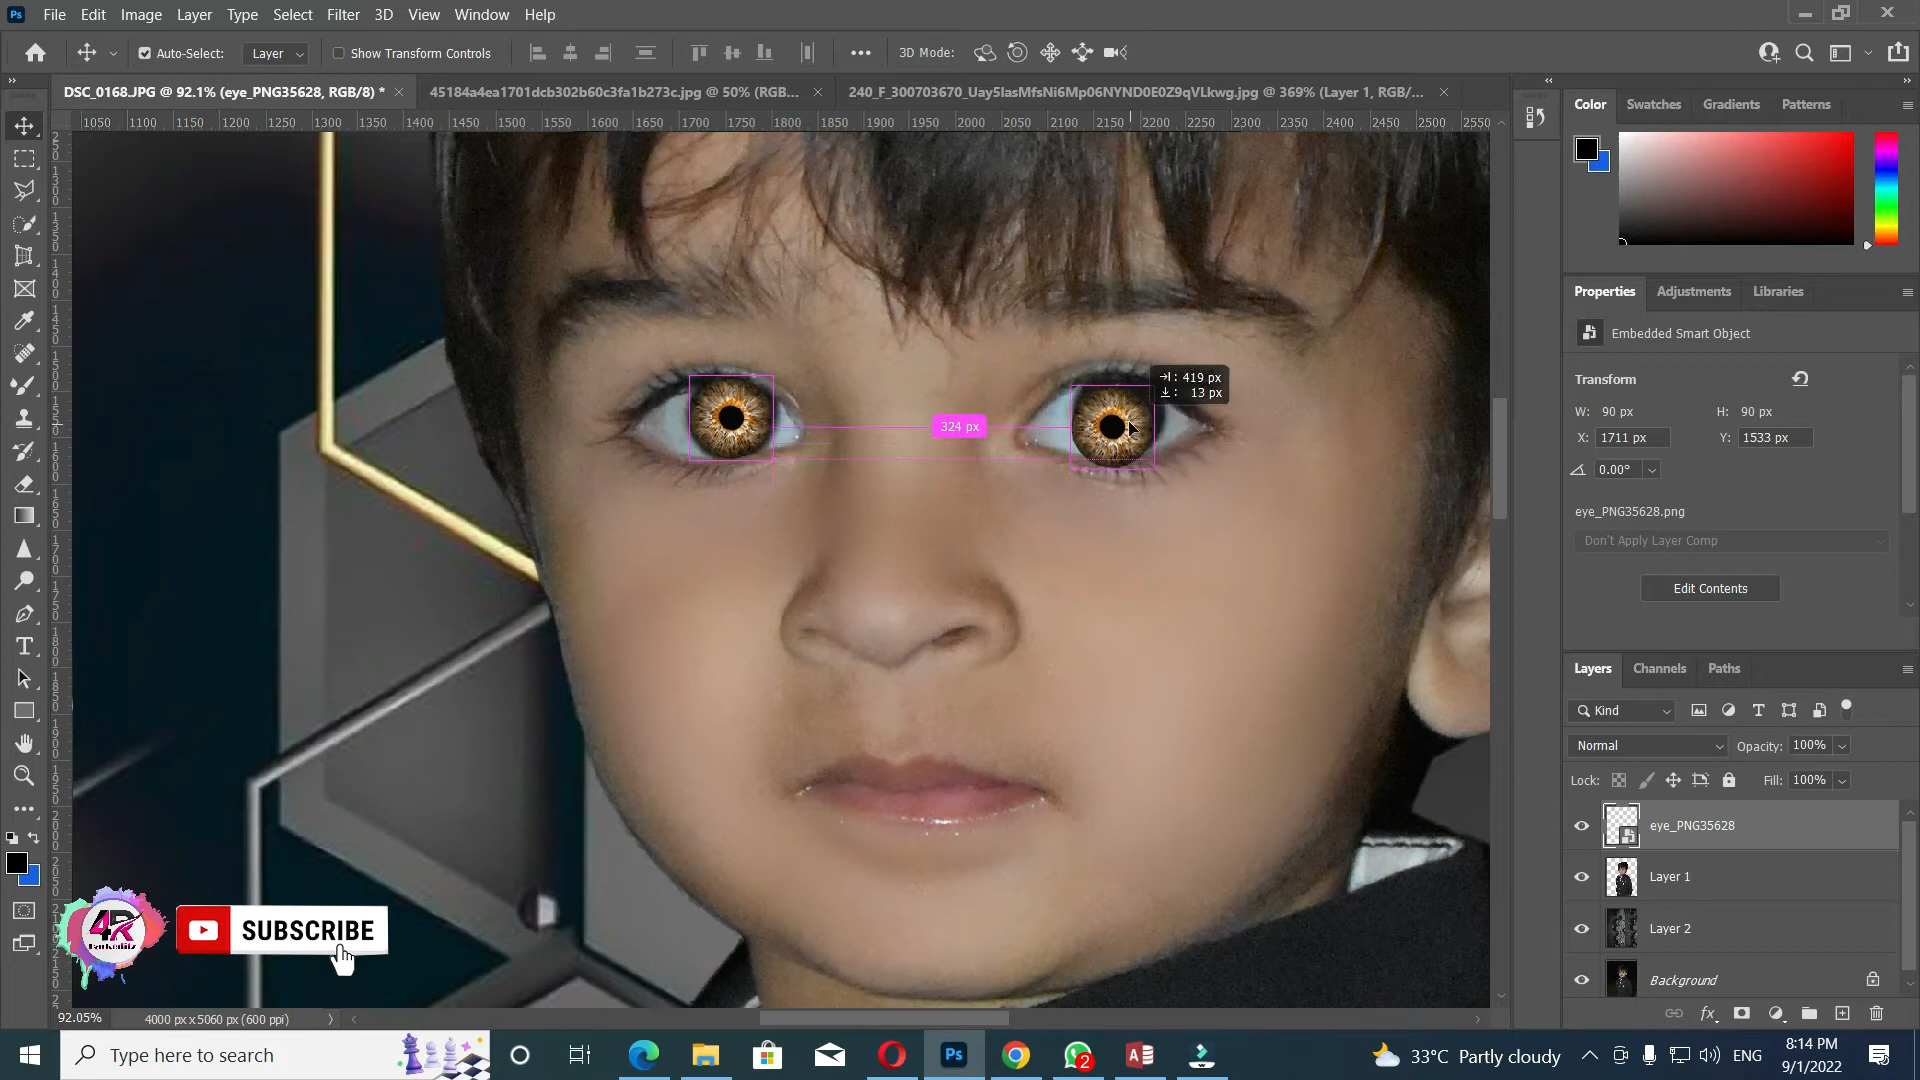 Ps File Edit Image Layer Type Select Filter 3D View Window Help
Auto-Select: Layer Show Transform Controls 3D Mode:
DSC_0168.JPG @ 92.1% (eye_PNG35628, RGB/8) *
45184a4ea1701dcb302b60c3fa1b273c.jpg @ 50% (RGB...
240_F_300703670_Uay5IasMfsNi6Mp06NYND0E0Z9qVLkwg.jpg @ 369% (Layer 1, RGB/...
1050 1100 1150 1200 1250 1300 1350 1400 1450 1500 1550 1600 1650 1700 1750 1800 1850 1900 1950 2000 2050 2100 2150 2200 2250 2300 2350 2400 2450 2500 2550
Color Swatches Gradients Patterns
Properties Adjustments Libraries
Embedded Smart Object
Transform
W: 90 px H: 90 px
X: 1711 px Y: 1533 px
0.00°
eye_PNG35628.png
Don't Apply Layer Comp
Edit Contents
: 419 px
: 13 px
324 px
Layers Channels Paths
Kind
Normal Opacity: 100%
Lock: Fill: 100%
eye_PNG35628
Layer 1
Layer 2
Background
4R
SUBSCRIBE
92.05% 4000 px x 5060 px (600 ppi)
Type here to search
Ps
2
33°C Partly cloudy
ENG
8:14 PM
9/1/2022